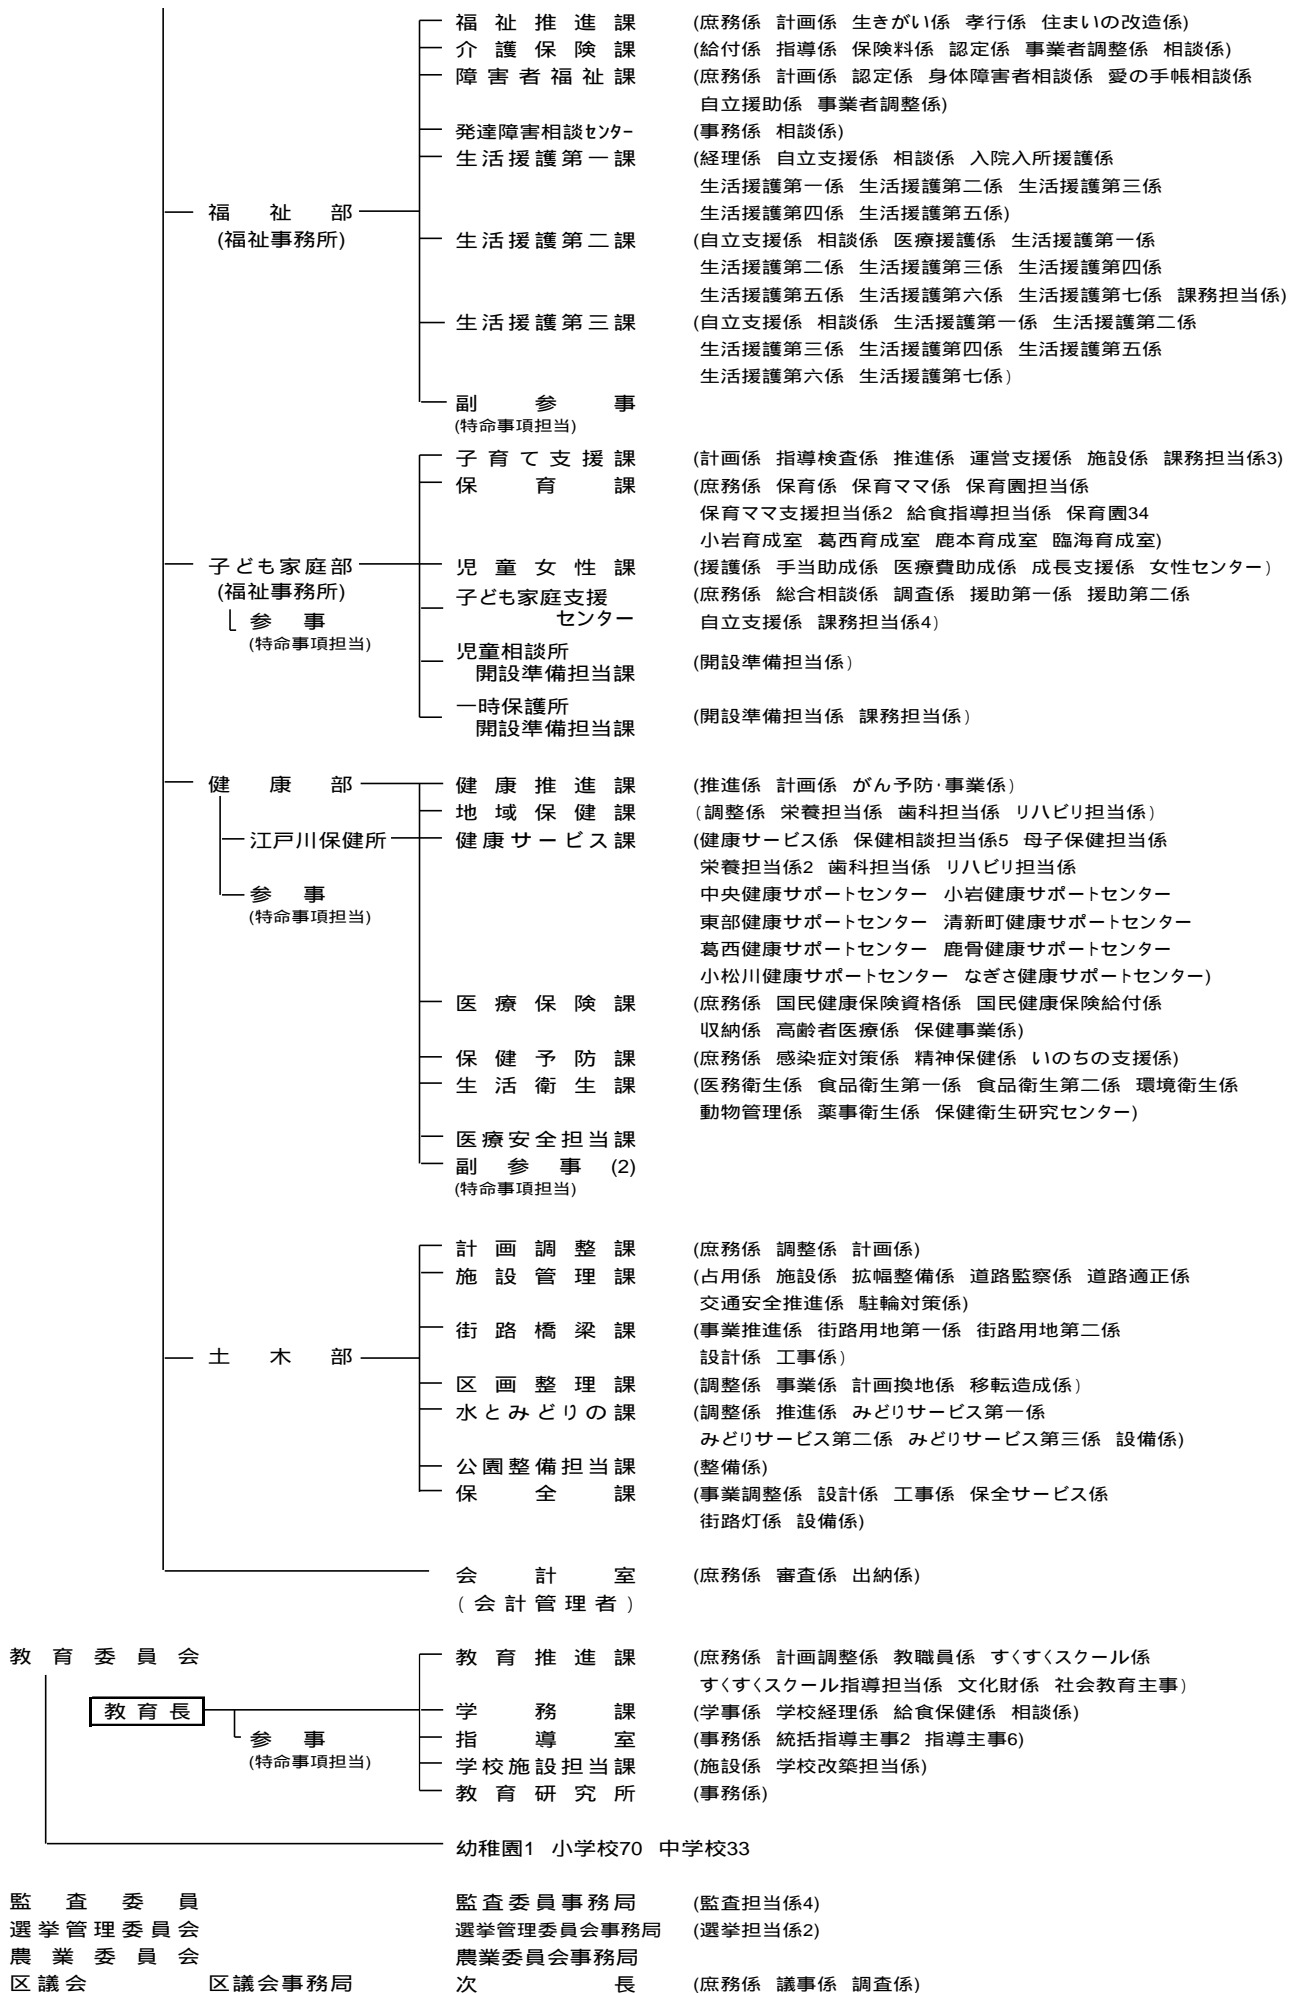 福祉推進課 (庶務係 計画係 生きがい係 孝行係 住まいの改造係)
介護保険課 (給付係 指導係 保険料係 認定係 事業者調整係 相談係)
障害者福祉課 (庶務係 計画係 認定係 身体障害者相談係 愛の手帳相談係
自立援助係 事業者調整係)
発達障害相談センター (事務係 相談係)
生活援護第一課 (経理係 自立支援係 相談係 入院入所援護係
生活援護第一係 生活援護第二係 生活援護第三係
福祉部 生活援護第四係 生活援護第五係)
(福祉事務所) 生活援護第二課 (自立支援係 相談係 医療援護係 生活援護第一係
生活援護第二係 生活援護第三係 生活援護第四係
生活援護第五係 生活援護第六係 生活援護第七係 課務担当係)
生活援護第三課 (自立支援係 相談係 生活援護第一係 生活援護第二係
生活援護第三係 生活援護第四係 生活援護第五係
生活援護第六係 生活援護第七係)
副参事
(特命事項担当)
子育て支援課 (計画係 指導検査係 推進係 運営支援係 施設係 課務担当係3)
保育課 (庶務係 保育係 保育ママ係 保育園担当係
保育ママ支援担当係2 給食指導担当係 保育園34
小岩育成室 葛西育成室 鹿本育成室 臨海育成室)
子ども家庭部 児童女性課 (援護係 手当助成係 医療費助成係 成長支援係 女性センター)
(福祉事務所) 子ども家庭支援 (庶務係 総合相談係 調査係 援助第一係 援助第二係
参事 センター 自立支援係 課務担当係4)
(特命事項担当) 児童相談所
開設準備担当課 (開設準備担当係)
一時保護所
開設準備担当課 (開設準備担当係 課務担当係)
健康部 健康推進課 (推進係 計画係 がん予防･事業係)
地域保健課 (調整係 栄養担当係 歯科担当係 リハビリ担当係)
江戸川保健所 健康サービス課 (健康サービス係 保健相談担当係5 母子保健担当係
栄養担当係2 歯科担当係 リハビリ担当係
参事 中央健康サポートセンター 小岩健康サポートセンター
(特命事項担当) 東部健康サポートセンター 清新町健康サポートセンター
葛西健康サポートセンター 鹿骨健康サポートセンター
小松川健康サポートセンター なぎさ健康サポートセンター)
医療保険課 (庶務係 国民健康保険資格係 国民健康保険給付係
収納係 高齢者医療係 保健事業係)
保健予防課 (庶務係 感染症対策係 精神保健係 いのちの支援係)
生活衛生課 (医務衛生係 食品衛生第一係 食品衛生第二係 環境衛生係
動物管理係 薬事衛生係 保健衛生研究センター)
医療安全担当課
副参事 (2)
(特命事項担当)
計画調整課 (庶務係 調整係 計画係)
施設管理課 (占用係 施設係 拡幅整備係 道路監察係 道路適正係
交通安全推進係 駐輪対策係)
街路橋梁課 (事業推進係 街路用地第一係 街路用地第二係
土木部 設計係 工事係)
区画整理課 (調整係 事業係 計画換地係 移転造成係)
水とみどりの課 (調整係 推進係 みどりサービス第一係
みどりサービス第二係 みどりサービス第三係 設備係)
公園整備担当課 (整備係)
保全課 (事業調整係 設計係 工事係 保全サービス係
街路灯係 設備係)
会計室 (庶務係 審査係 出納係)
(会計管理者)
教育委員会 教育推進課 (庶務係 計画調整係 教職員係 すくすくスクール係
すくすくスクール指導担当係 文化財係 社会教育主事)
教育長 学務課 (学事係 学校経理係 給食保健係 相談係)
参事 指導室 (事務係 統括指導主事2 指導主事6)
(特命事項担当) 学校施設担当課 (施設係 学校改築担当係)
教育研究所 (事務係)
幼稚園1 小学校70 中学校33
監査委員 監査委員事務局 (監査担当係4)
選挙管理委員会 選挙管理委員会事務局 (選挙担当係2)
農業委員会 農業委員会事務局
区議会 区議会事務局 次長 (庶務係 議事係 調査係)